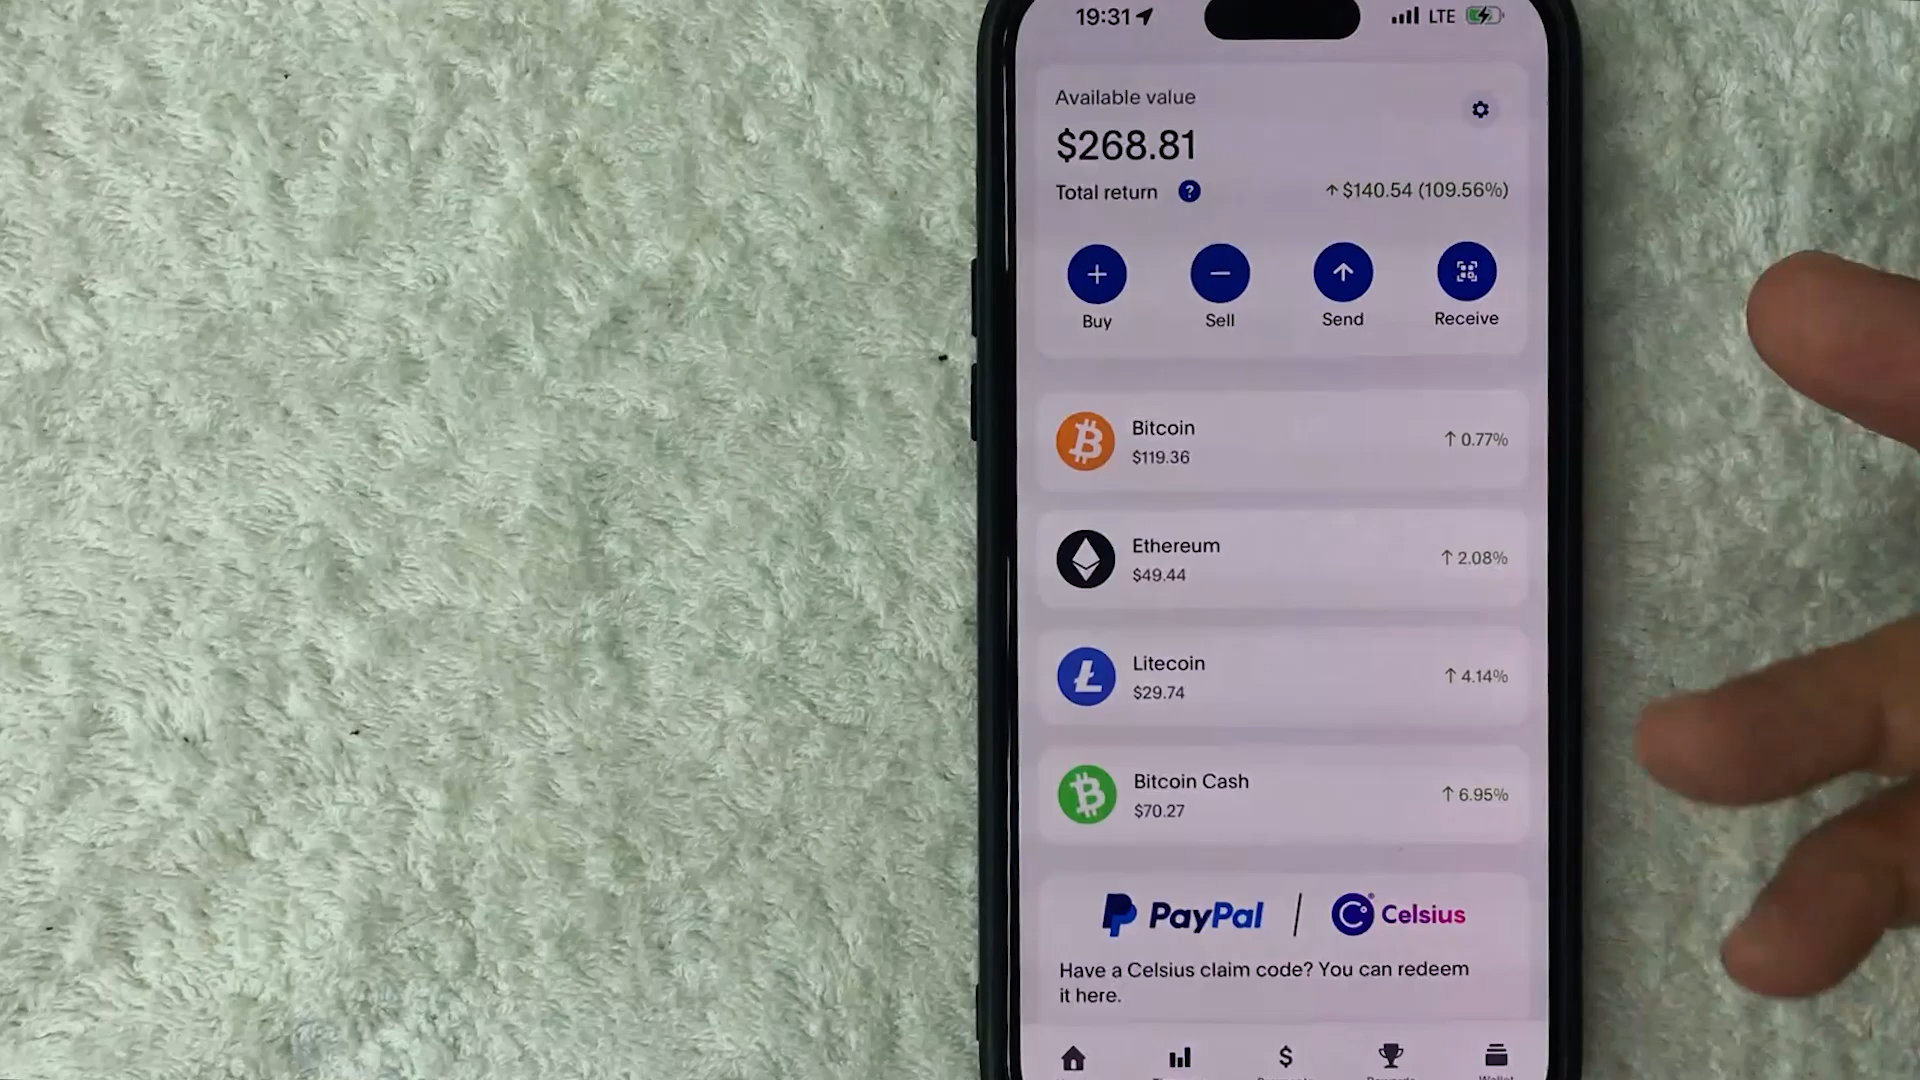 19:31 LTE
Available value
$268.81
Total return ? ↑ $140.54 (109.56%)
Buy Sell Send Receive
Bitcoin
$119.36 ↑ 0.77%
Ethereum
$49.44 ↑ 2.08%
Litecoin
$29.74 ↑ 4.14%
Bitcoin Cash
$70.27 ↑ 6.95%
PayPal | Celsius
Have a Celsius claim code? You can redeem
it here.